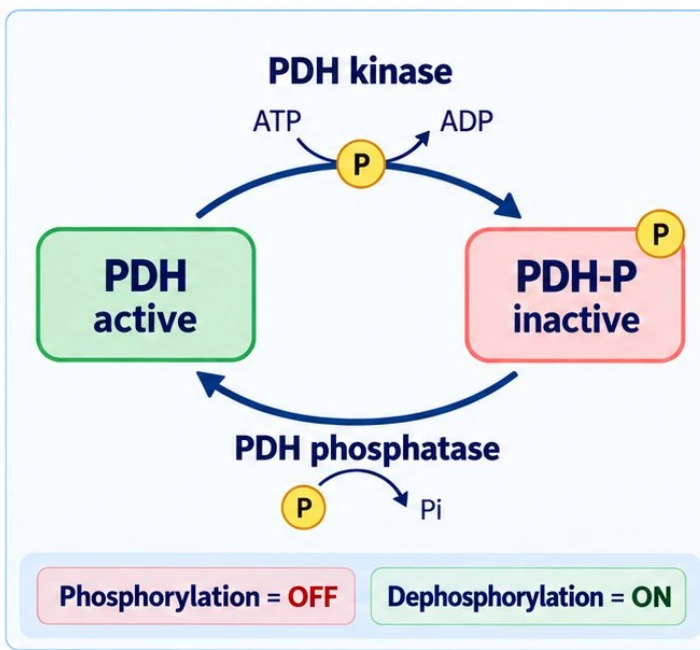 PDH kinase
ATP
ADP
P
P
PDH
active
PDH-P
inactive
PDH phosphatase
P
Pi
Phosphorylation = OFF
Dephosphorylation = ON